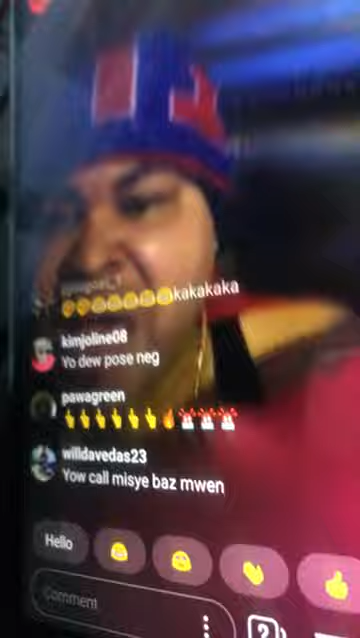 kakakaka
kimjoline08
Yo dew pose neg
pawagreen
willdavedas23
Yow call misye baz mwen
Hello
Comment